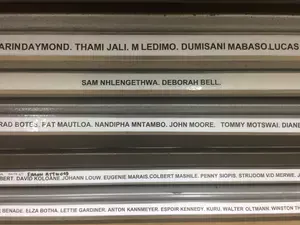 ARINDAYMOND. THAMI JALI. M LEDIMO. DUMISANI MABASO.LUCAS
SAM NHLENGETHWA. DEBORAH BELL.
RAD BOTES. PAT MAUTLOA. NANDIPHA MNTAMBO. JOHN MOORE. TOMMY MOTSWAI. DIANE
BERT. DAVID KOLOANE.JOHANN LOUW. EUGENIE MARAIS.COLBERT MASHILE. PENNY SIOPIS. STRIJDOM V/D MERWE.
E BENADE. ELZA BOTHA. LETTIE GARDINER. ANTON KANNMEYER. ESPOIR KENNEDY. KURU. WALTER OLTMANN. WINSTON